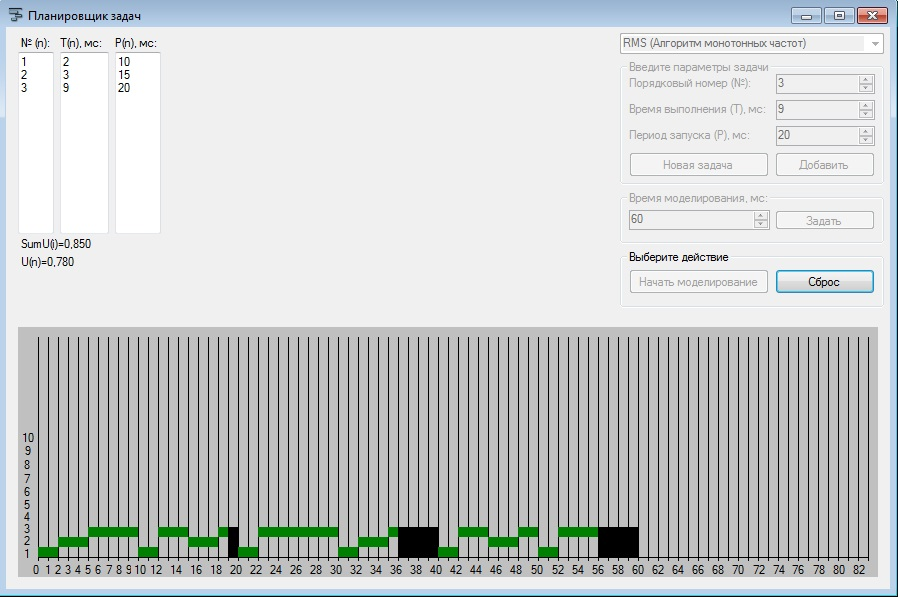 Планировщик задач
№ (n): T(n), мс: P(n), мс:
1 2 10
2 3 15
3 9 20
SumU(i)=0,850
U(n)=0,780
RMS (Алгоритм монотонных частот)
Введите параметры задачи
Порядковый номер (№): 3
Время выполнения (T), мс: 9
Период запуска (P), мс: 20
Новая задача Добавить
Время моделирования, мс:
60 Задать
Выберите действие
Начать моделирование Сброс
10
9
8
7
6
5
4
3
2
1
0 1 2 3 4 5 6 7 8 9 10 12 14 16 18 20 22 24 26 28 30 32 34 36 38 40 42 44 46 48 50 52 54 56 58 60 62 64 66 68 70 72 74 76 78 80 82